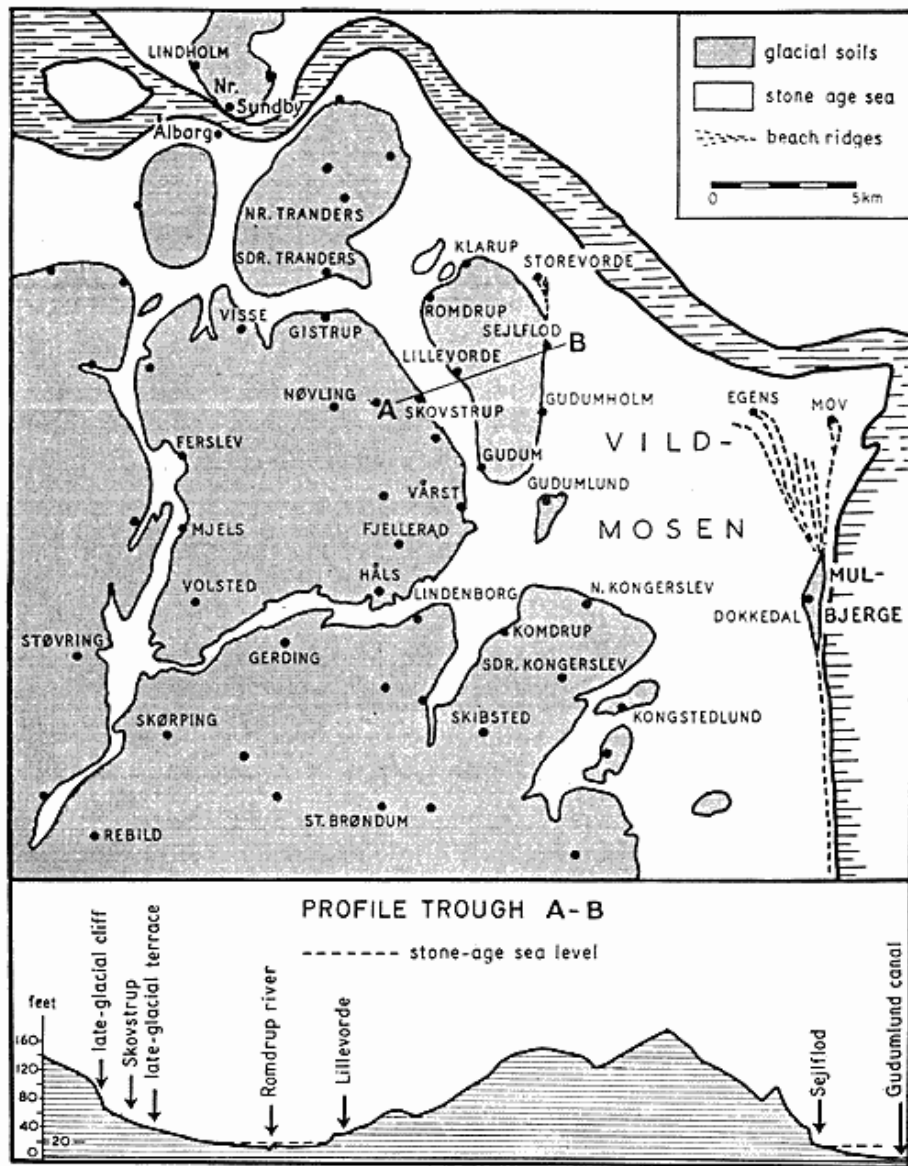 LINDHOLM
Nr.
Sundby
Ålborg
glacial soils
stone age sea
beach ridges
0 5km
NR. TRANDERS
SDR. TRANDERS
KLARUP
STOREVORDE
VISSE
GISTRUP
ROMDRUP
SEJLFLOD
LILLEVORDE
B
NØVLING
A
SKOVSTRUP
GUDUMHOLM
EGENS
MOV
FERSLEV
GUDUM
VILD-
VÅRST
GUDUMLUND
MJELS
FJELLERAD
MOSEN
HÅLS
VOLSTED
LINDENBORG
N. KONGERSLEV
MUL-
DOKKEDAL
BJERGE
STØVRING
GERDING
KOMDRUP
SDR. KONGERSLEV
SKØRPING
SKIBSTED
KONGSTEDLUND
ST. BRØNDUM
REBILD
PROFILE TROUGH A-B
stone-age sea level
feet
160
120
80
40
20
0
late-glacial cliff
Skovstrup
late-glacial terrace
Romdrup river
Lillevorde
Sejlflod
Gudumlund canal